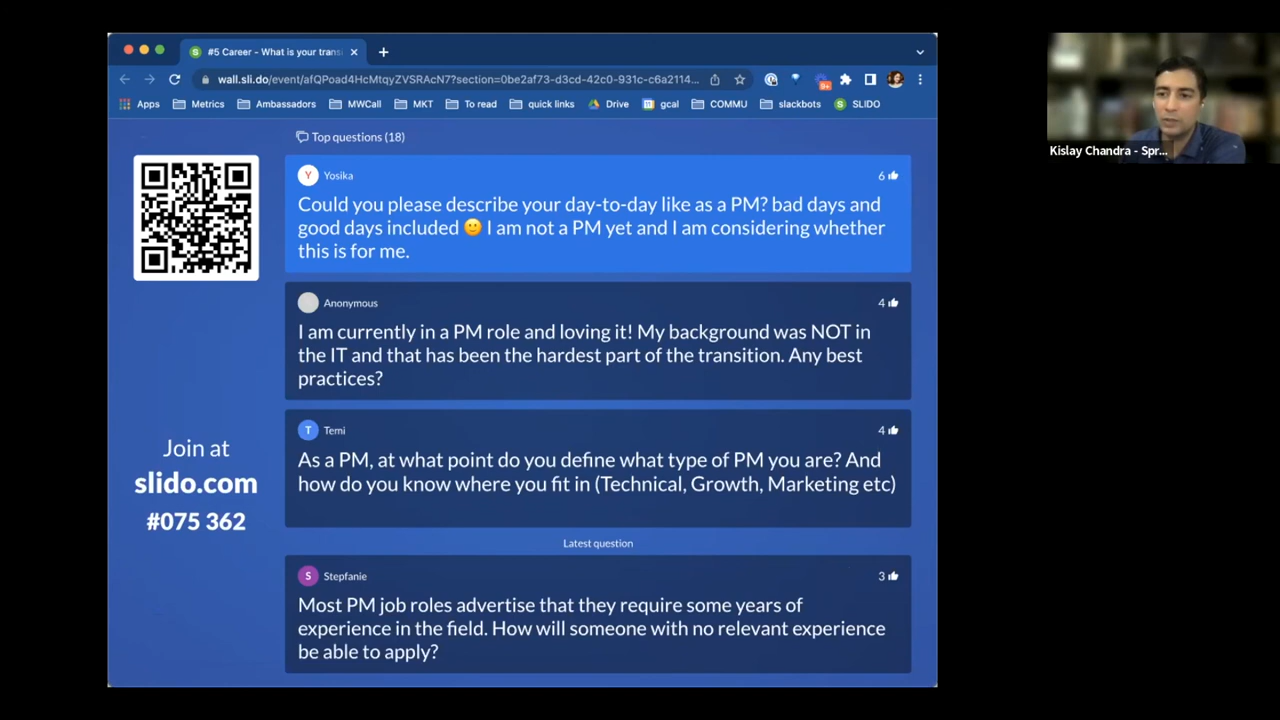 #5 Career - What is your transi
wall.sli.do/event/afQPoad4HcMtqyZVSRAcN7?section=0be2af73-d3cd-42c0-931c-c6a2114...
Apps Metrics Ambassadors MWCall MKT To read quick links Drive gcal COMMU slackbots SLIDO
Top questions (18)
Y Yosika 6
Could you please describe your day-to-day like as a PM? bad days and
good days included 🙂 I am not a PM yet and I am considering whether
this is for me.
Anonymous 4
I am currently in a PM role and loving it! My background was NOT in
the IT and that has been the hardest part of the transition. Any best
practices?
T Temi 4
As a PM, at what point do you define what type of PM you are? And
how do you know where you fit in (Technical, Growth, Marketing etc)
Latest question
S Stepfanie 3
Most PM job roles advertise that they require some years of
experience in the field. How will someone with no relevant experience
be able to apply?
Join at
slido.com
#075 362
Kislay Chandra - Spr...